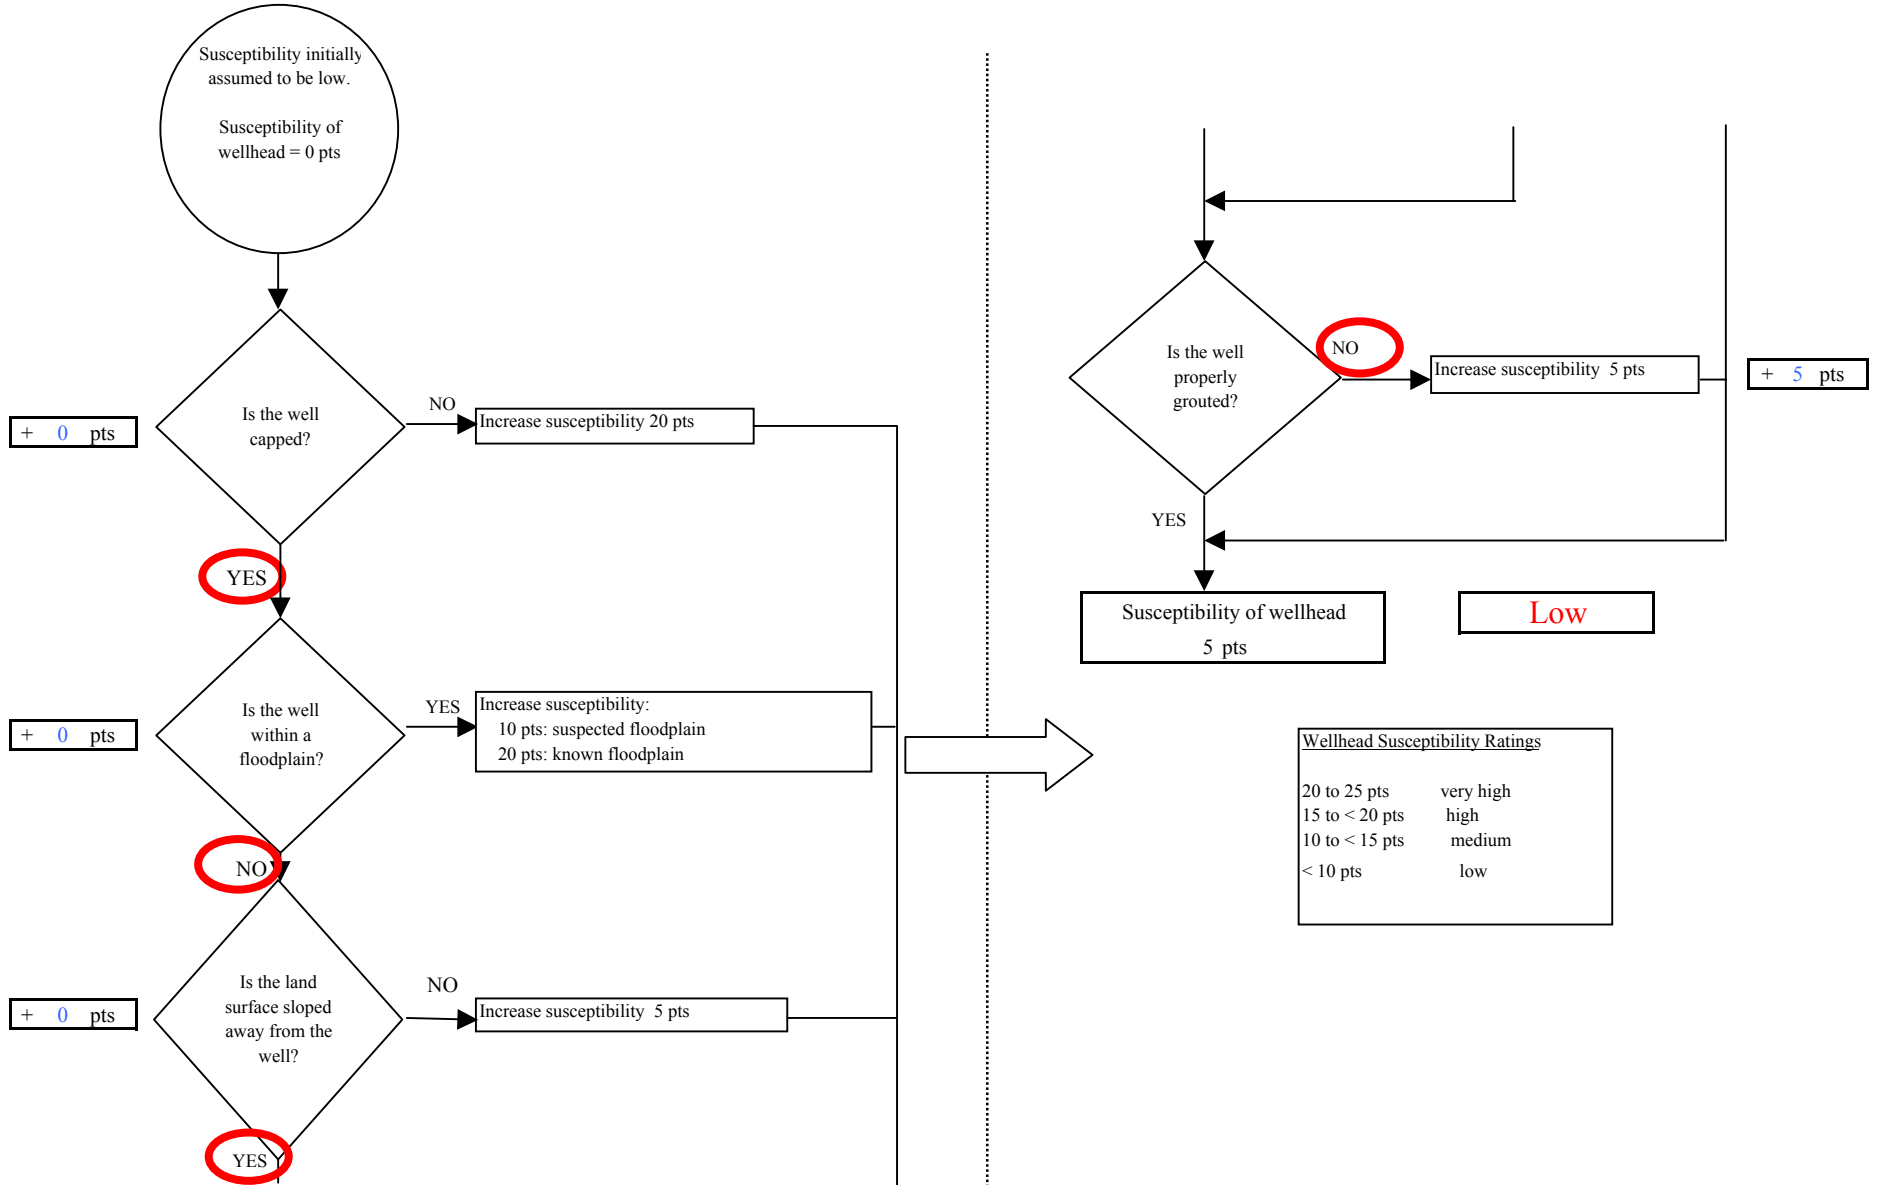 Susceptibility initially
assumed to be low.
Susceptibility of
wellhead = 0 pts
Is the well
capped?
NO
Increase susceptibility 20 pts
+ 0 pts
YES
Is the well
within a
floodplain?
YES
Increase susceptibility:
10 pts: suspected floodplain
20 pts: known floodplain
+ 0 pts
NO
Is the land
surface sloped
away from the
well?
NO
Increase susceptibility 5 pts
+ 0 pts
YES
Is the well
properly
grouted?
NO
Increase susceptibility 5 pts
+ 5 pts
YES
Susceptibility of wellhead
5 pts
Low
Wellhead Susceptibility Ratings
20 to 25 pts very high
15 to < 20 pts high
10 to < 15 pts medium
< 10 pts low